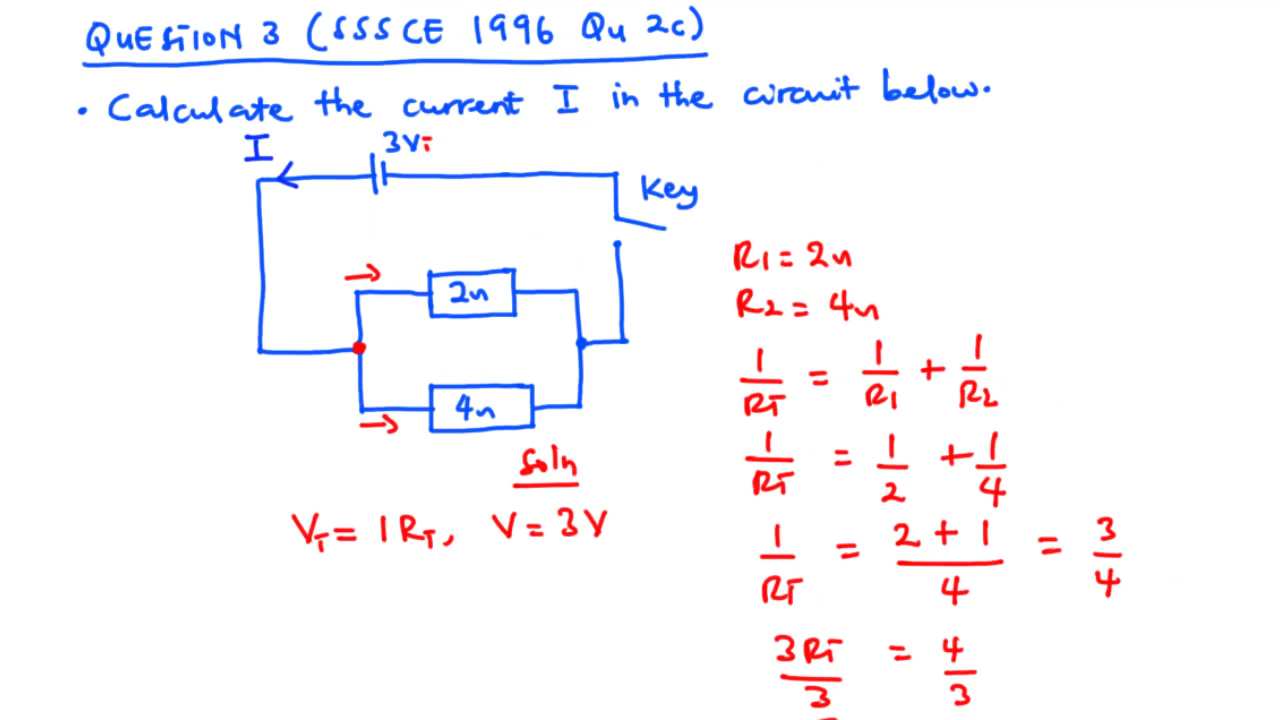 QUESTION 3 (SSSCE 1996 Qu 2c)
• Calculate the current I in the circuit below.
I
3V
Key
2Ω
4Ω
Soln
V_T = I R_T, V = 3V
R1 = 2Ω
R2 = 4Ω
1/RT = 1/R1 + 1/R2
1/RT = 1/2 + 1/4
1/RT = (2 + 1)/4 = 3/4
3RT/3 = 4/3